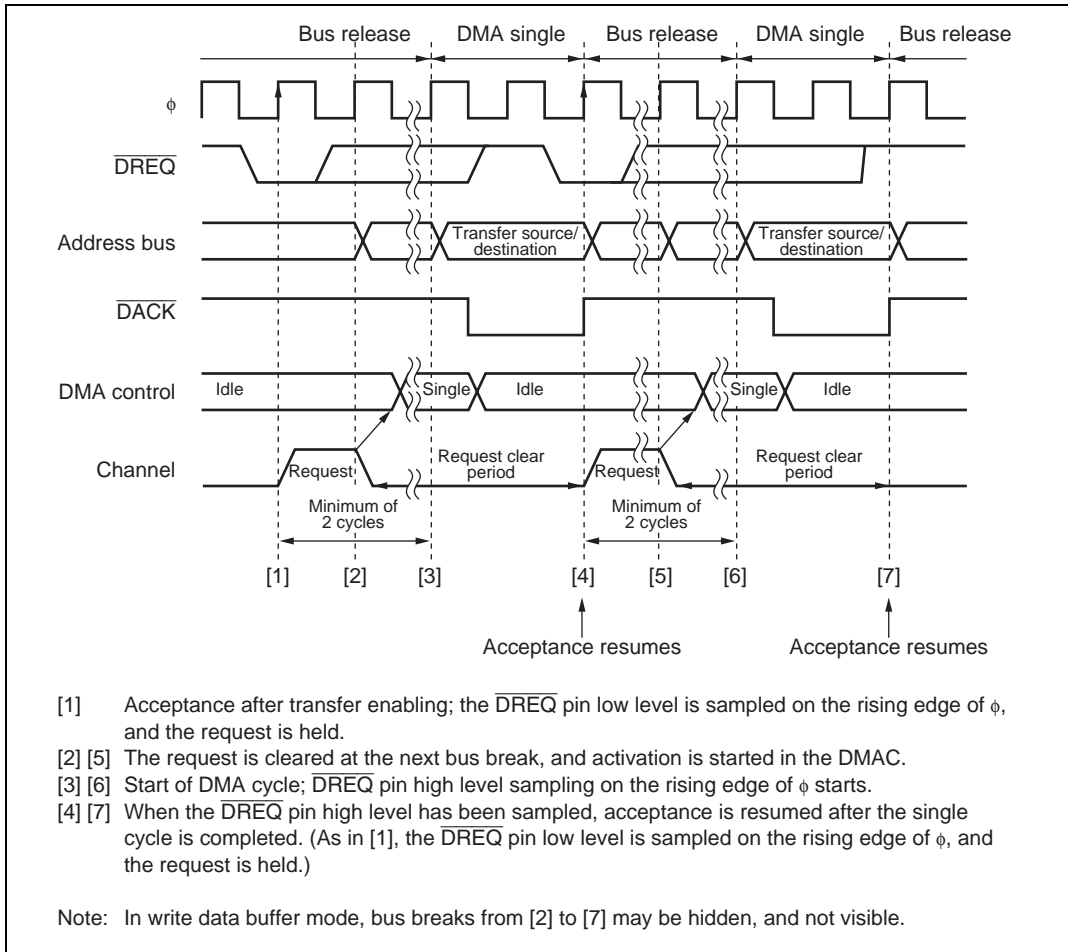 Bus release DMA single Bus release DMA single Bus release
ϕ
DREQ
Address bus
Transfer source/
destination
Transfer source/
destination
DACK
DMA control
Idle Single Idle Single Idle
Channel
Request Request clear
period
Request Request clear
period
Minimum of
2 cycles
Minimum of
2 cycles
[1] [2] [3] [4] [5] [6] [7]
Acceptance resumes Acceptance resumes
[1] Acceptance after transfer enabling; the DREQ pin low level is sampled on the rising edge of ϕ,
and the request is held.
[2] [5] The request is cleared at the next bus break, and activation is started in the DMAC.
[3] [6] Start of DMA cycle; DREQ pin high level sampling on the rising edge of ϕ starts.
[4] [7] When the DREQ pin high level has been sampled, acceptance is resumed after the single
cycle is completed. (As in [1], the DREQ pin low level is sampled on the rising edge of ϕ, and
the request is held.)
Note: In write data buffer mode, bus breaks from [2] to [7] may be hidden, and not visible.